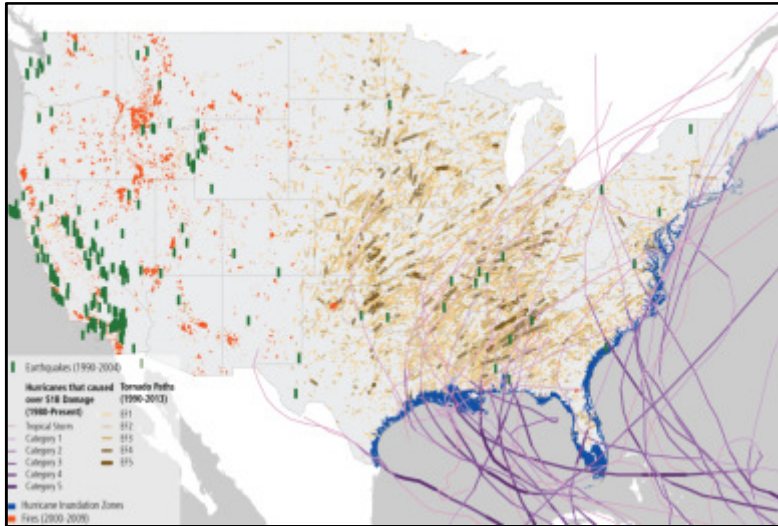 Earthquakes (1990-2004)
Hurricanes that caused
over $1B Damage
(1980-Present)
Tropical Storm
Category 1
Category 2
Category 3
Category 4
Category 5
Tornado Paths
(1990-2013)
EF1
EF2
EF3
EF4
EF5
Hurricane Inundation Zones
Fires (2000-2009)